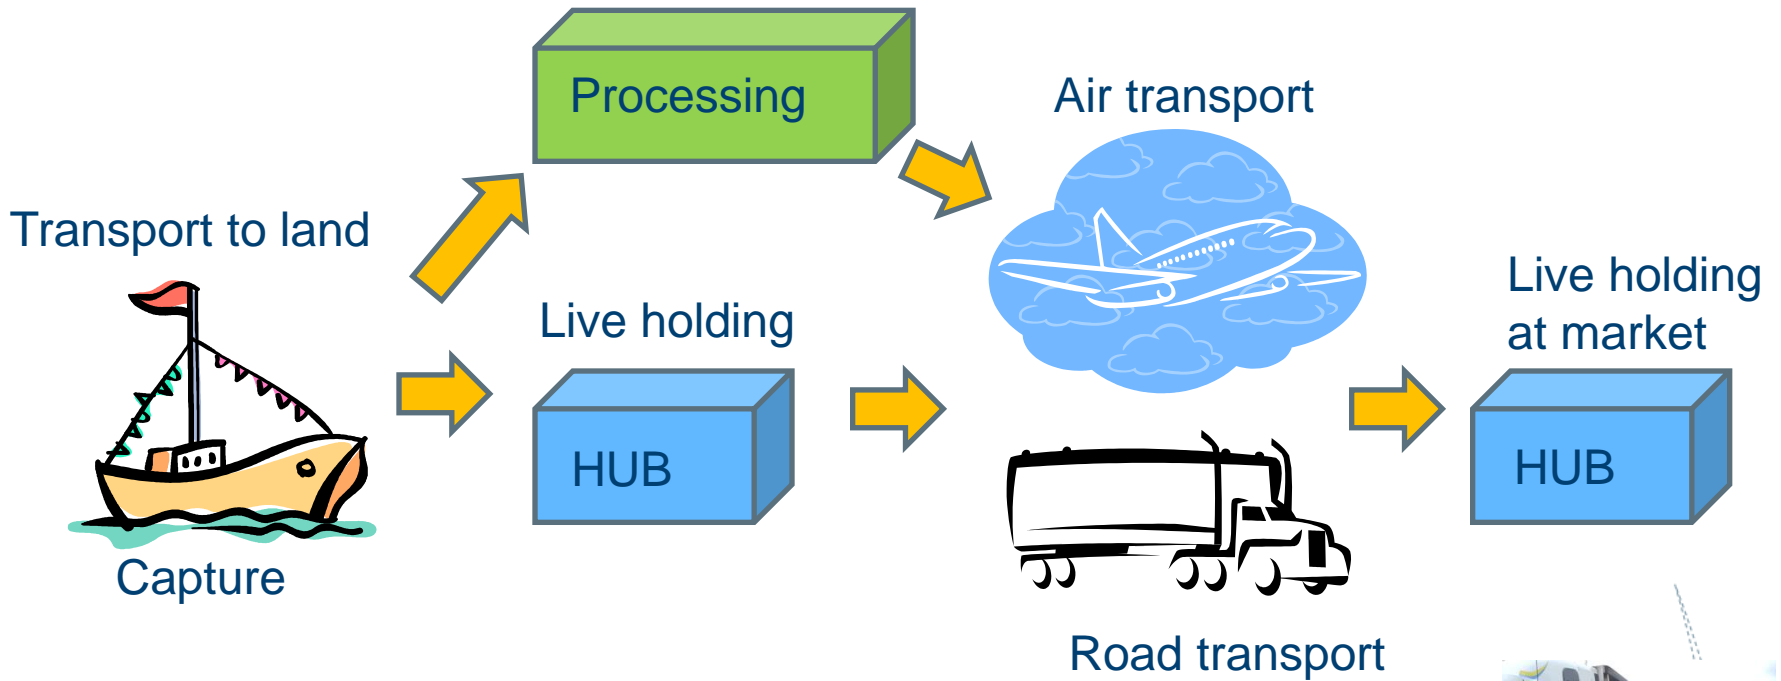 Processing
Air transport
Transport to land
Live holding
at market
Live holding
HUB
HUB
Capture
Road transport